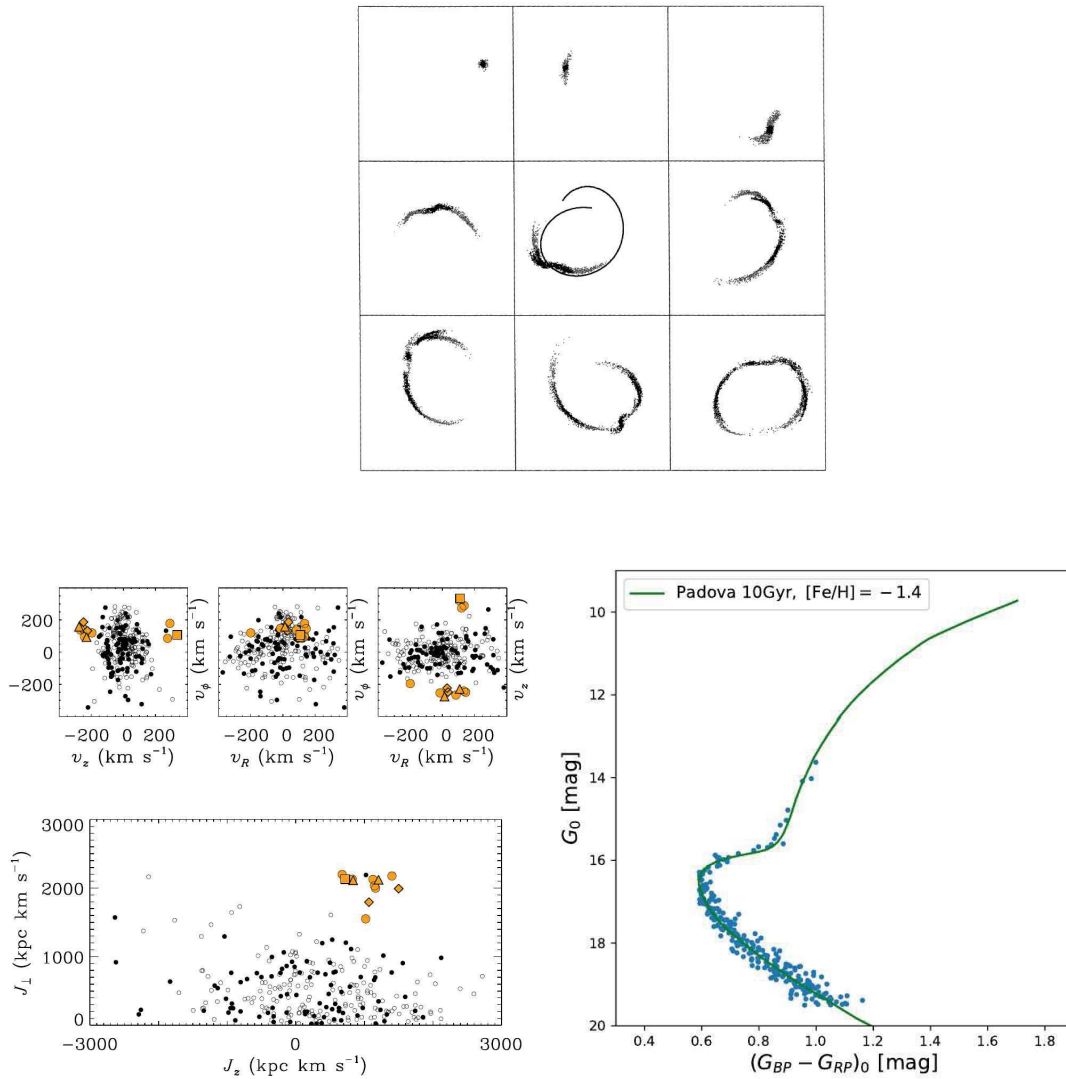 200
0
−200
−200 0 200
v_z (km s⁻¹)
v_ϕ (km s⁻¹)
−200 0 200
v_R (km s⁻¹)
v_ϕ (km s⁻¹)
−200 0 200
v_R (km s⁻¹)
v_z (km s⁻¹)
3000
2000
1000
0
J_⊥ (kpc km s⁻¹)
−3000 0 3000
J_z (kpc km s⁻¹)
Padova 10Gyr, [Fe/H] = −1.4
10
12
14
16
18
20
G_0 [mag]
0.4 0.6 0.8 1.0 1.2 1.4 1.6 1.8
(G_BP − G_RP)_0 [mag]